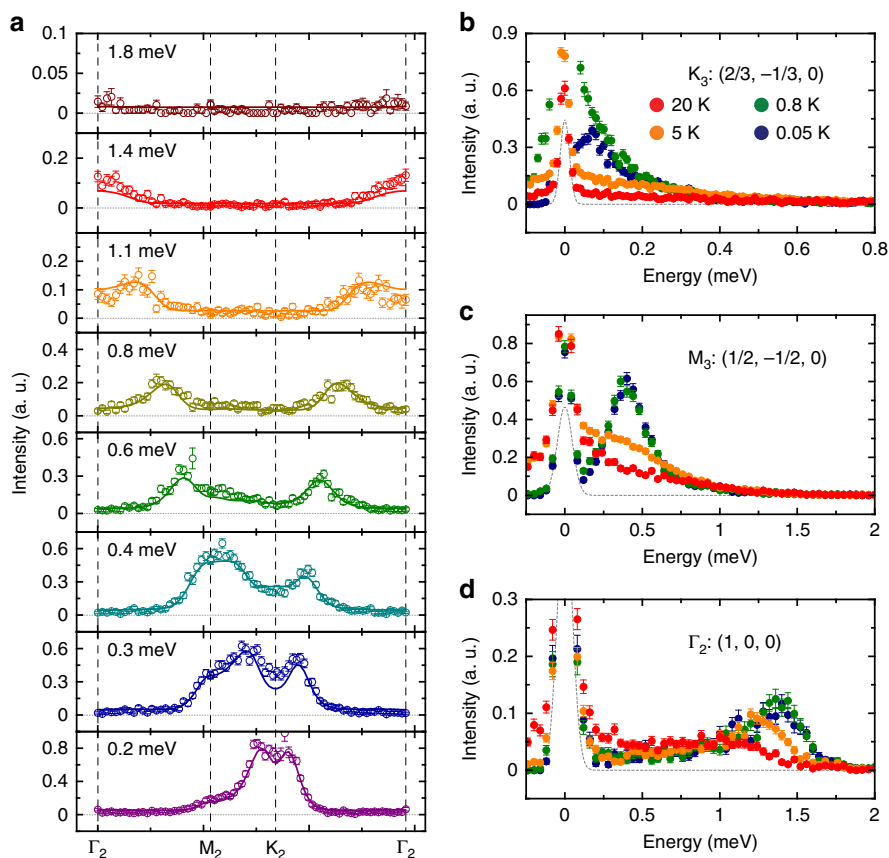 a
0.1
0.05
0
1.8 meV
0.2
0
1.4 meV
0.2
0.1
0
1.1 meV
0.4
0.2
0
0.8 meV
0.6
0.3
0
0.6 meV
0.6
0.3
0
0.4 meV
0.6
0.3
0
0.3 meV
0.8
0.4
0
0.2 meV
Intensity (a. u.)
Γ2 M2 K2 Γ2
b
0.9
0.6
0.3
0
Intensity (a. u.)
K3: (2/3, −1/3, 0)
20 K 0.8 K
5 K 0.05 K
0 0.2 0.4 0.6 0.8
Energy (meV)
c
0.8
0.6
0.4
0.2
0
Intensity (a. u.)
M3: (1/2, −1/2, 0)
0 0.5 1 1.5 2
Energy (meV)
d
0.3
0.2
0.1
0
Intensity (a. u.)
Γ2: (1, 0, 0)
0 0.5 1 1.5 2
Energy (meV)